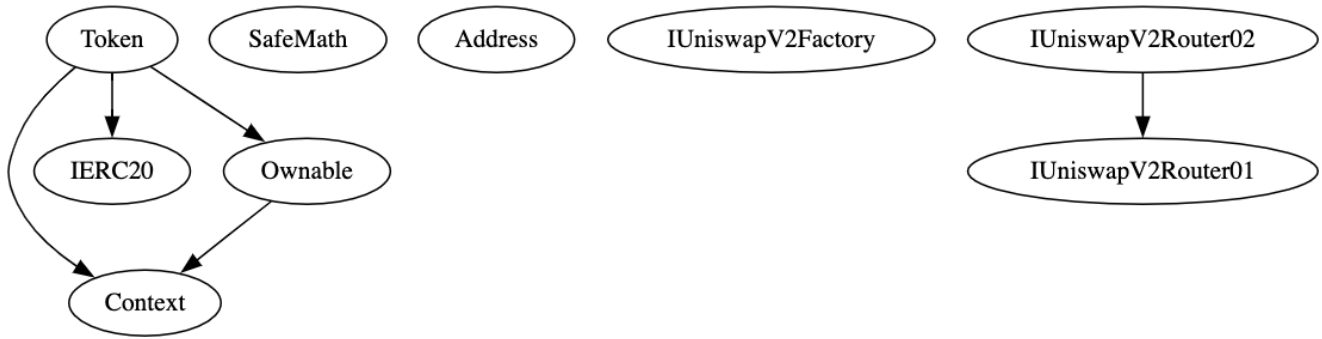 Token
SafeMath
Address
IUniswapV2Factory
IUniswapV2Router02
IERC20
Ownable
IUniswapV2Router01
Context